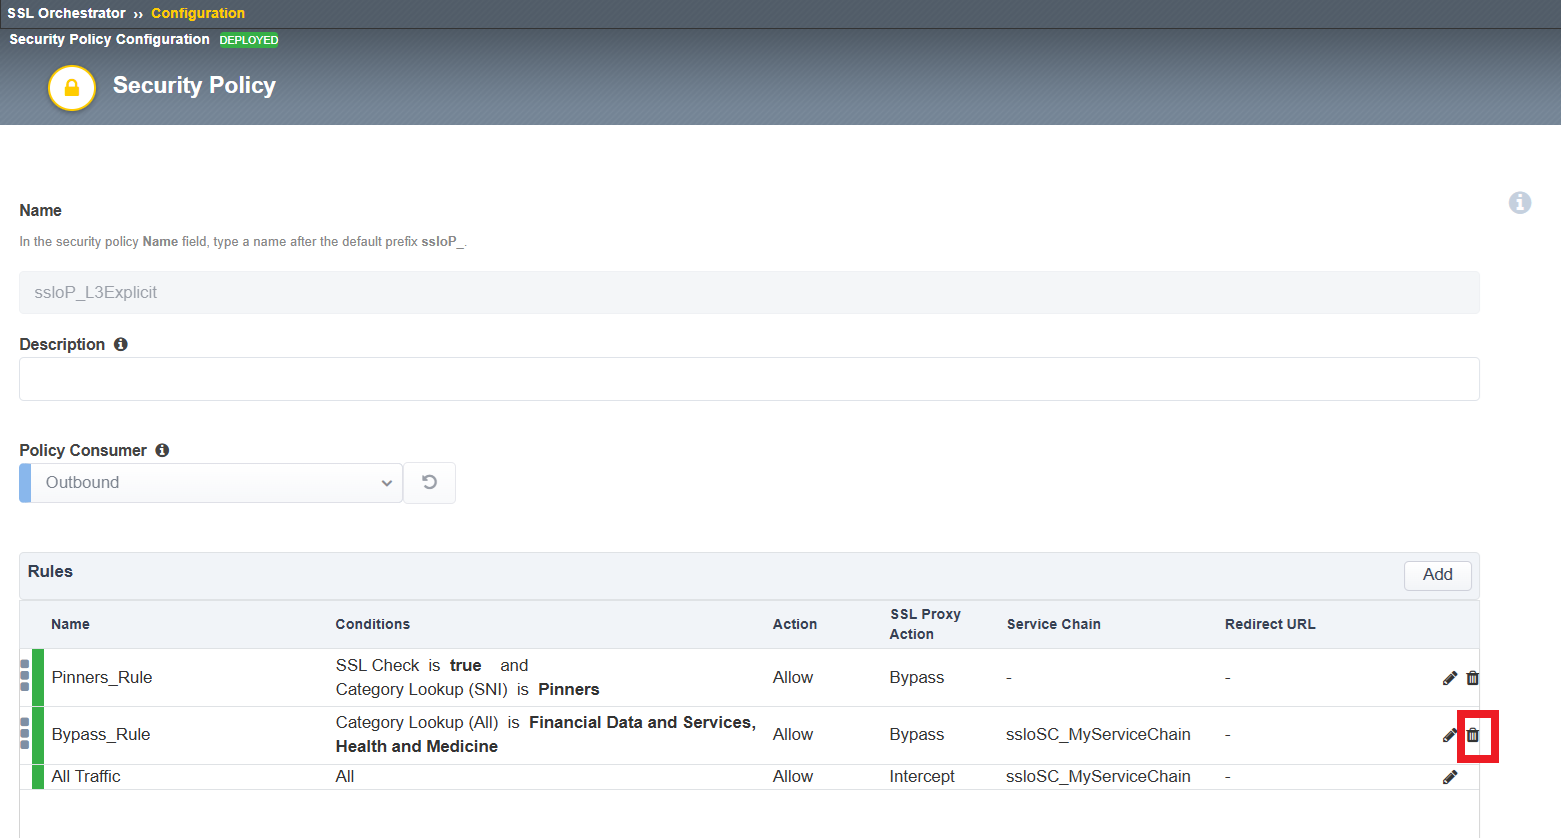 SSL Orchestrator ›› Configuration
Security Policy Configuration DEPLOYED
Security Policy
Name
In the security policy Name field, type a name after the default prefix ssloP_.
ssloP_L3Explicit
Description
Policy Consumer
Outbound
Rules
Add
Name Conditions Action SSL Proxy Action Service Chain Redirect URL
Pinners_Rule SSL Check is true and Allow Bypass - -
Category Lookup (SNI) is Pinners
Bypass_Rule Category Lookup (All) is Financial Data and Services, Allow Bypass ssloSC_MyServiceChain -
Health and Medicine
All Traffic All Allow Intercept ssloSC_MyServiceChain -